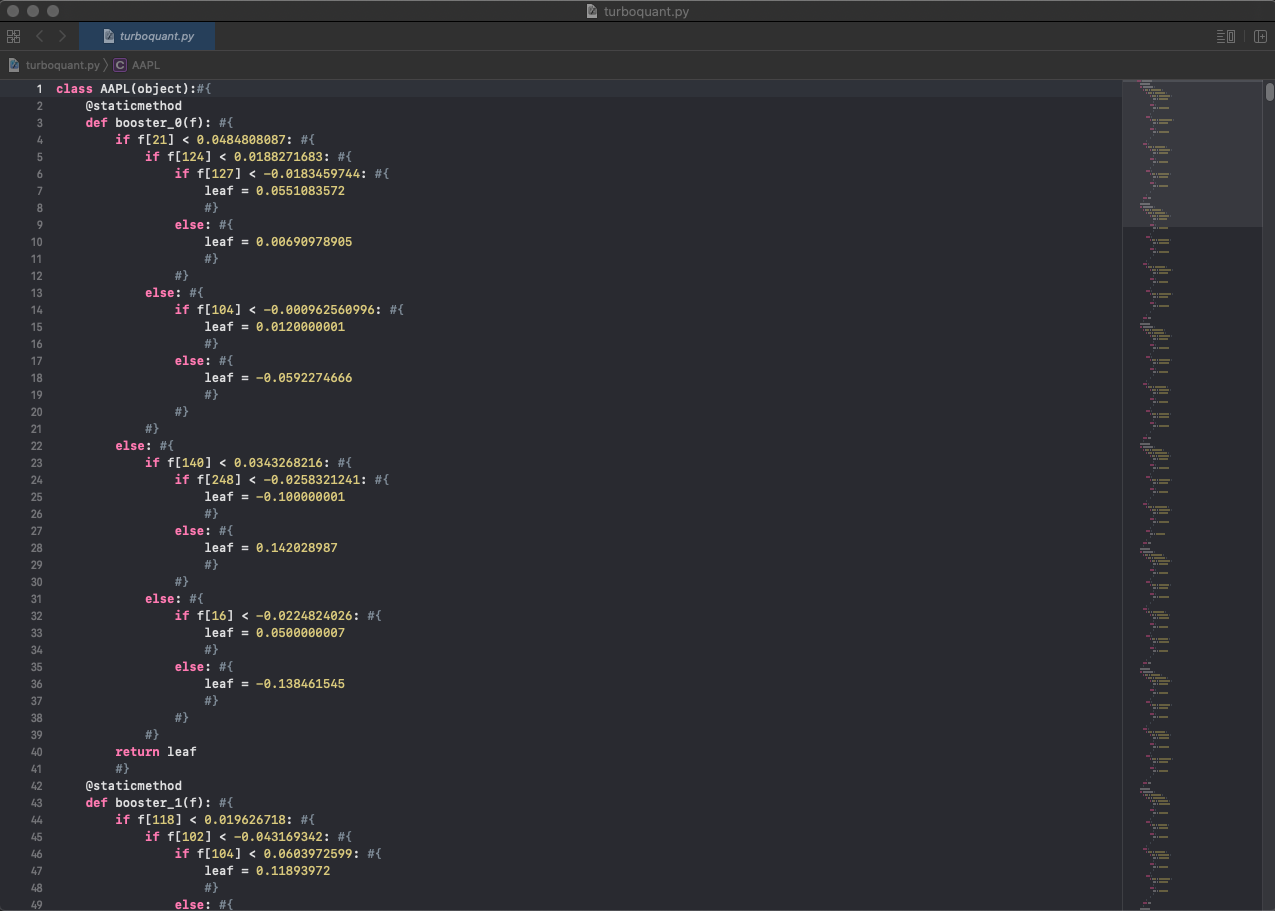 turboquant.py
turboquant.py
turboquant.py 〉 C AAPL
1 class AAPL(object):#{
2     @staticmethod
3     def booster_0(f): #{
4         if f[21] < 0.0484808087: #{
5             if f[124] < 0.0188271683: #{
6                 if f[127] < -0.0183459744: #{
7                     leaf = 0.0551083572
8                     #}
9                 else: #{
10                     leaf = 0.00690978905
11                     #}
12                 #}
13             else: #{
14                 if f[104] < -0.000962560996: #{
15                     leaf = 0.0120000001
16                     #}
17                 else: #{
18                     leaf = -0.0592274666
19                     #}
20                 #}
21             #}
22         else: #{
23             if f[140] < 0.0343268216: #{
24                 if f[248] < -0.0258321241: #{
25                     leaf = -0.100000001
26                     #}
27                 else: #{
28                     leaf = 0.142028987
29                     #}
30                 #}
31             else: #{
32                 if f[16] < -0.0224824026: #{
33                     leaf = 0.0500000007
34                     #}
35                 else: #{
36                     leaf = -0.138461545
37                     #}
38                 #}
39             #}
40         return leaf
41         #}
42     @staticmethod
43     def booster_1(f): #{
44         if f[118] < 0.019626718: #{
45             if f[102] < -0.043169342: #{
46                 if f[104] < 0.0603972599: #{
47                     leaf = 0.11893972
48                     #}
49                 else: #{